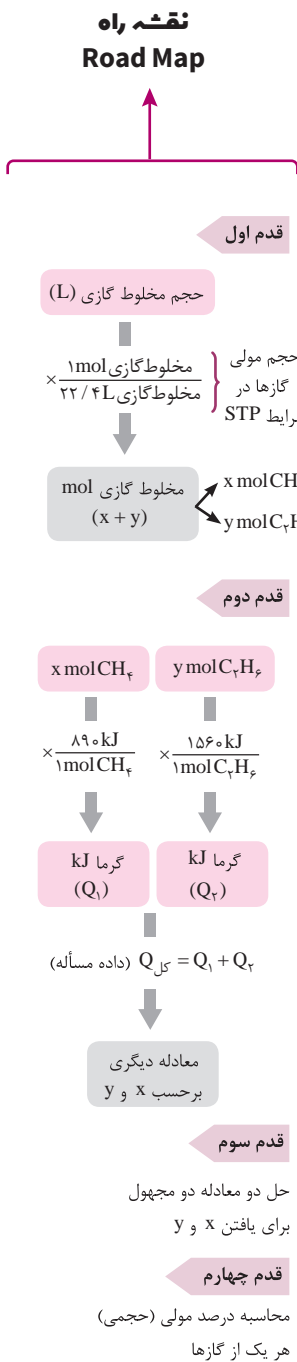 نقشه راه
Road Map
قدم اول
حجم مخلوط گازی (L)
× ۱mol مخلوط‌گازی / ۲۲/۴L مخلوط‌گازی
حجم مولی
گازها در
شرایط STP
mol مخلوط گازی
(x + y)
x mol CH
y mol C₂H
قدم دوم
x mol CH₄
y mol C₂H₆
× ۸۹۰kJ / ۱mol CH₄
× ۱۵۶۰kJ / ۱mol C₂H₆
گرما kJ
(Q₁)
گرما kJ
(Q₂)
Qکل = Q₁ + Q₂ (داده مسأله)
معادله دیگری
برحسب x و y
قدم سوم
حل دو معادله دو مجهول
برای یافتن x و y
قدم چهارم
محاسبه درصد مولی (حجمی)
هر یک از گازها